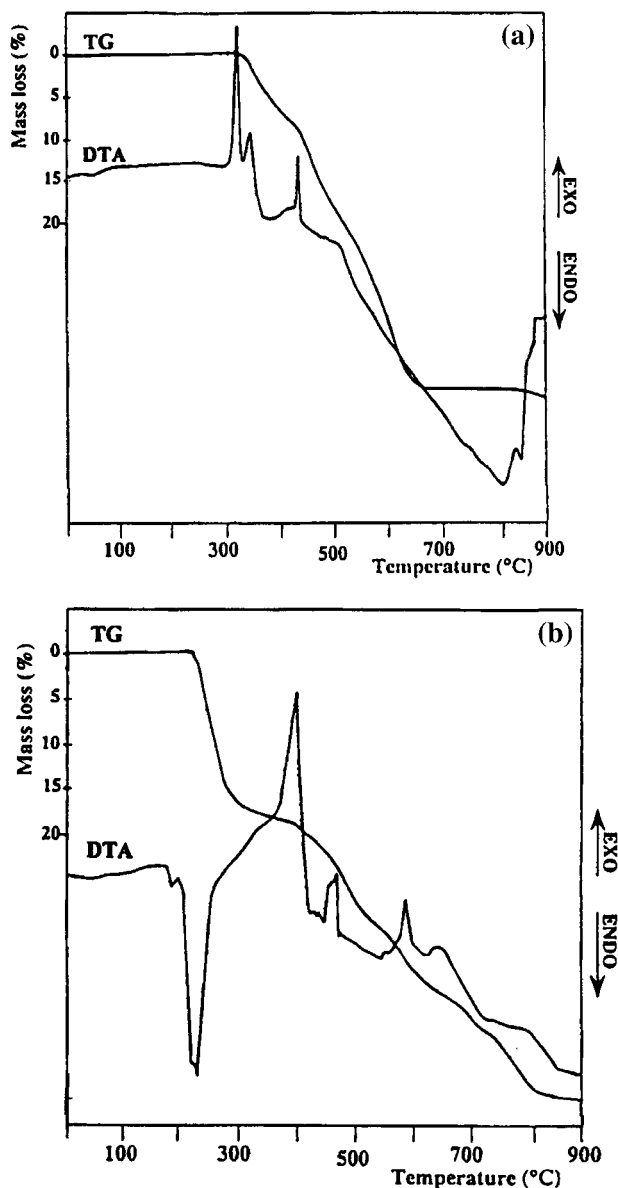 (a)
TG
Mass loss (%)
0
5
10
15
20
DTA
EXO
ENDO
100
300
500
700
900
Temperature (°C)
(b)
TG
Mass loss (%)
0
5
10
15
20
DTA
EXO
ENDO
100
300
500
700
900
Temperature (°C)